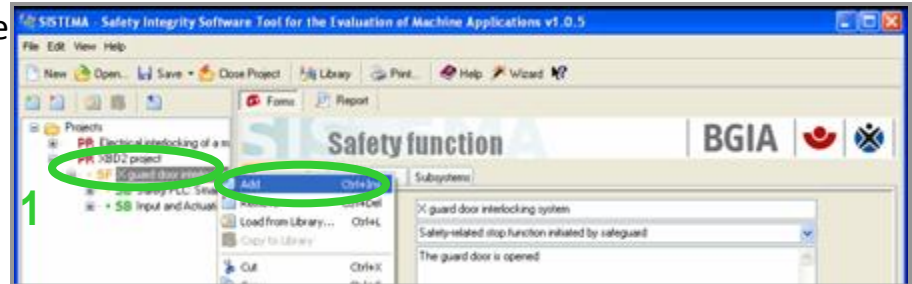 e
SISTEMA - Safety Integrity Software Tool for the Evaluation of Machine Applications v1.0.5
File Edit View Help
New Open... Save Close Project Library Print... Help Wizard
Forms Report
Projects
PR Electrical interlocking of a m
PR XBD2 project
SF X guard door interlo
SB Safety PLC
SB Input and Actuati
1
SISTEMA
Safety function
BGIA
Subsystems
Add Ctrl+Ins
Ctrl+Del
Load from Library... Ctrl+L
Copy to Library
Cut Ctrl+X
X guard door interlocking system
Safety-related stop function initiated by safeguard
The guard door is opened